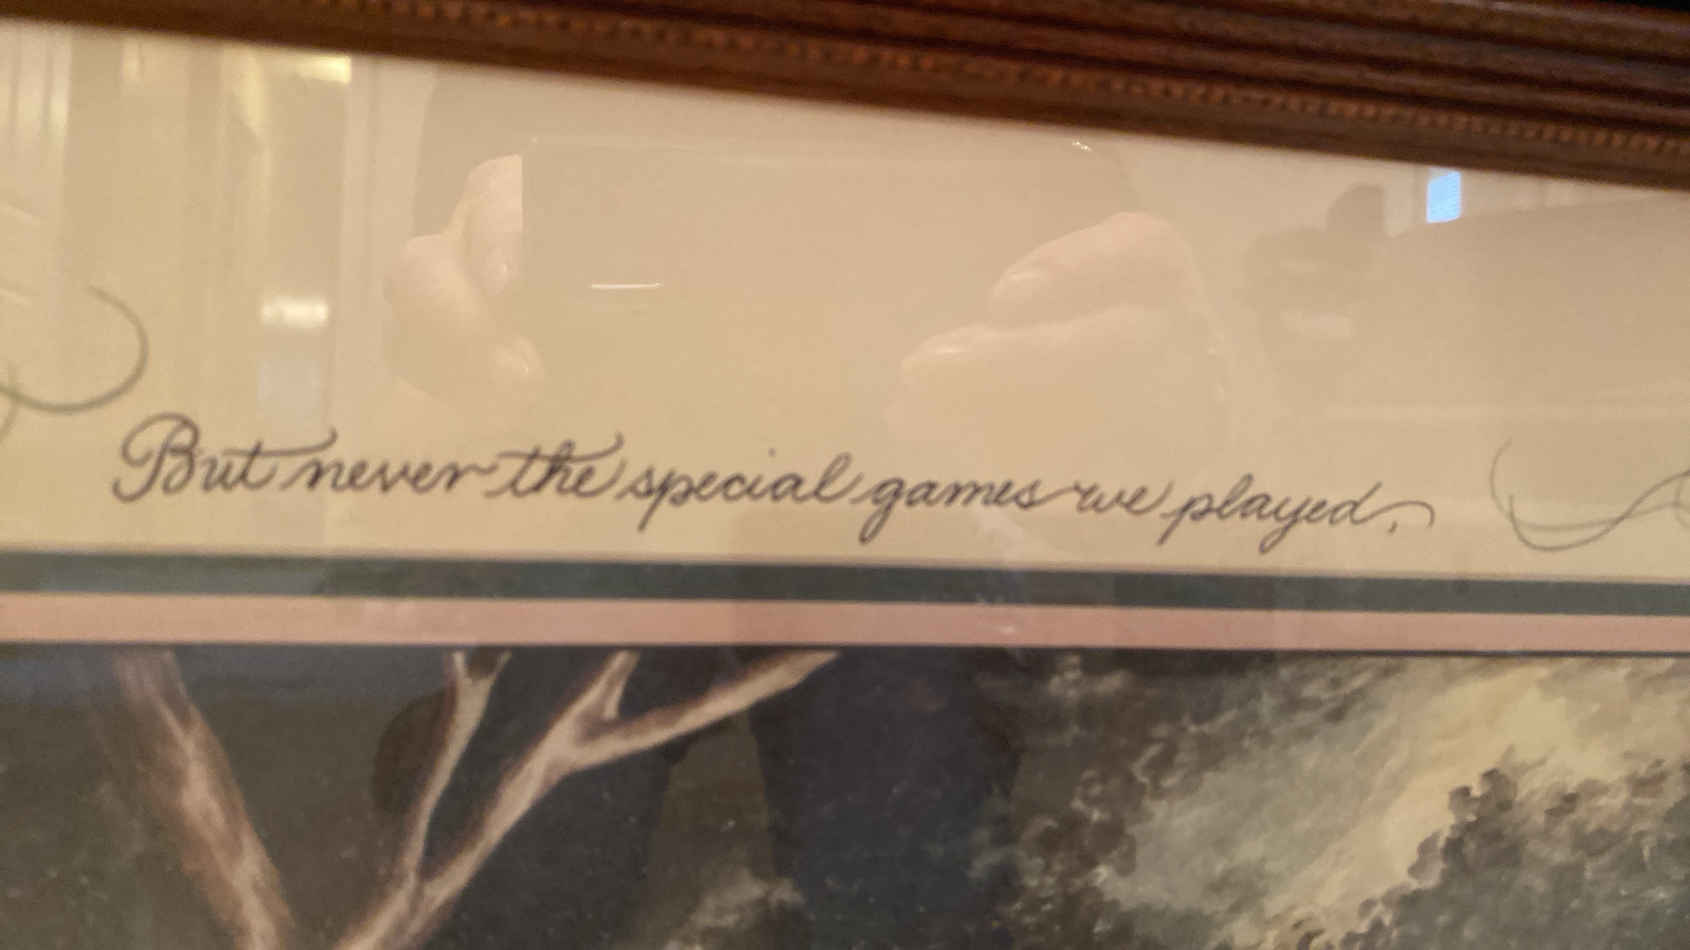 But never the special games we played,